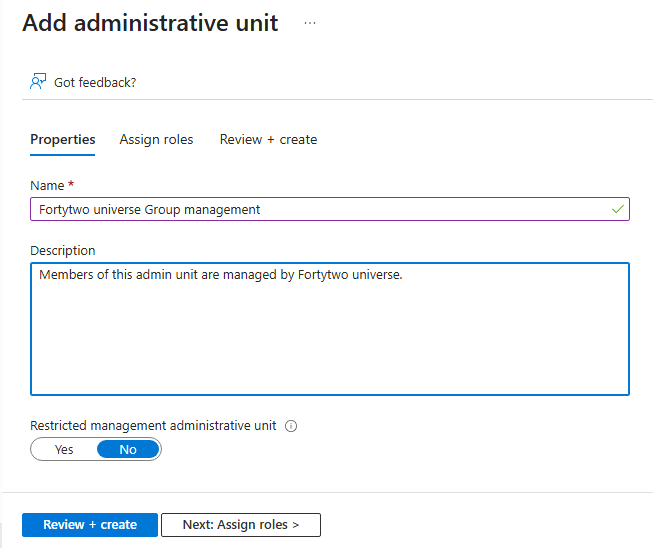 Add administrative unit ...
Got feedback?
Properties Assign roles Review + create
Name *
Fortytwo universe Group management
Description
Members of this admin unit are managed by Fortytwo universe.
Restricted management administrative unit
Yes No
Review + create Next: Assign roles >